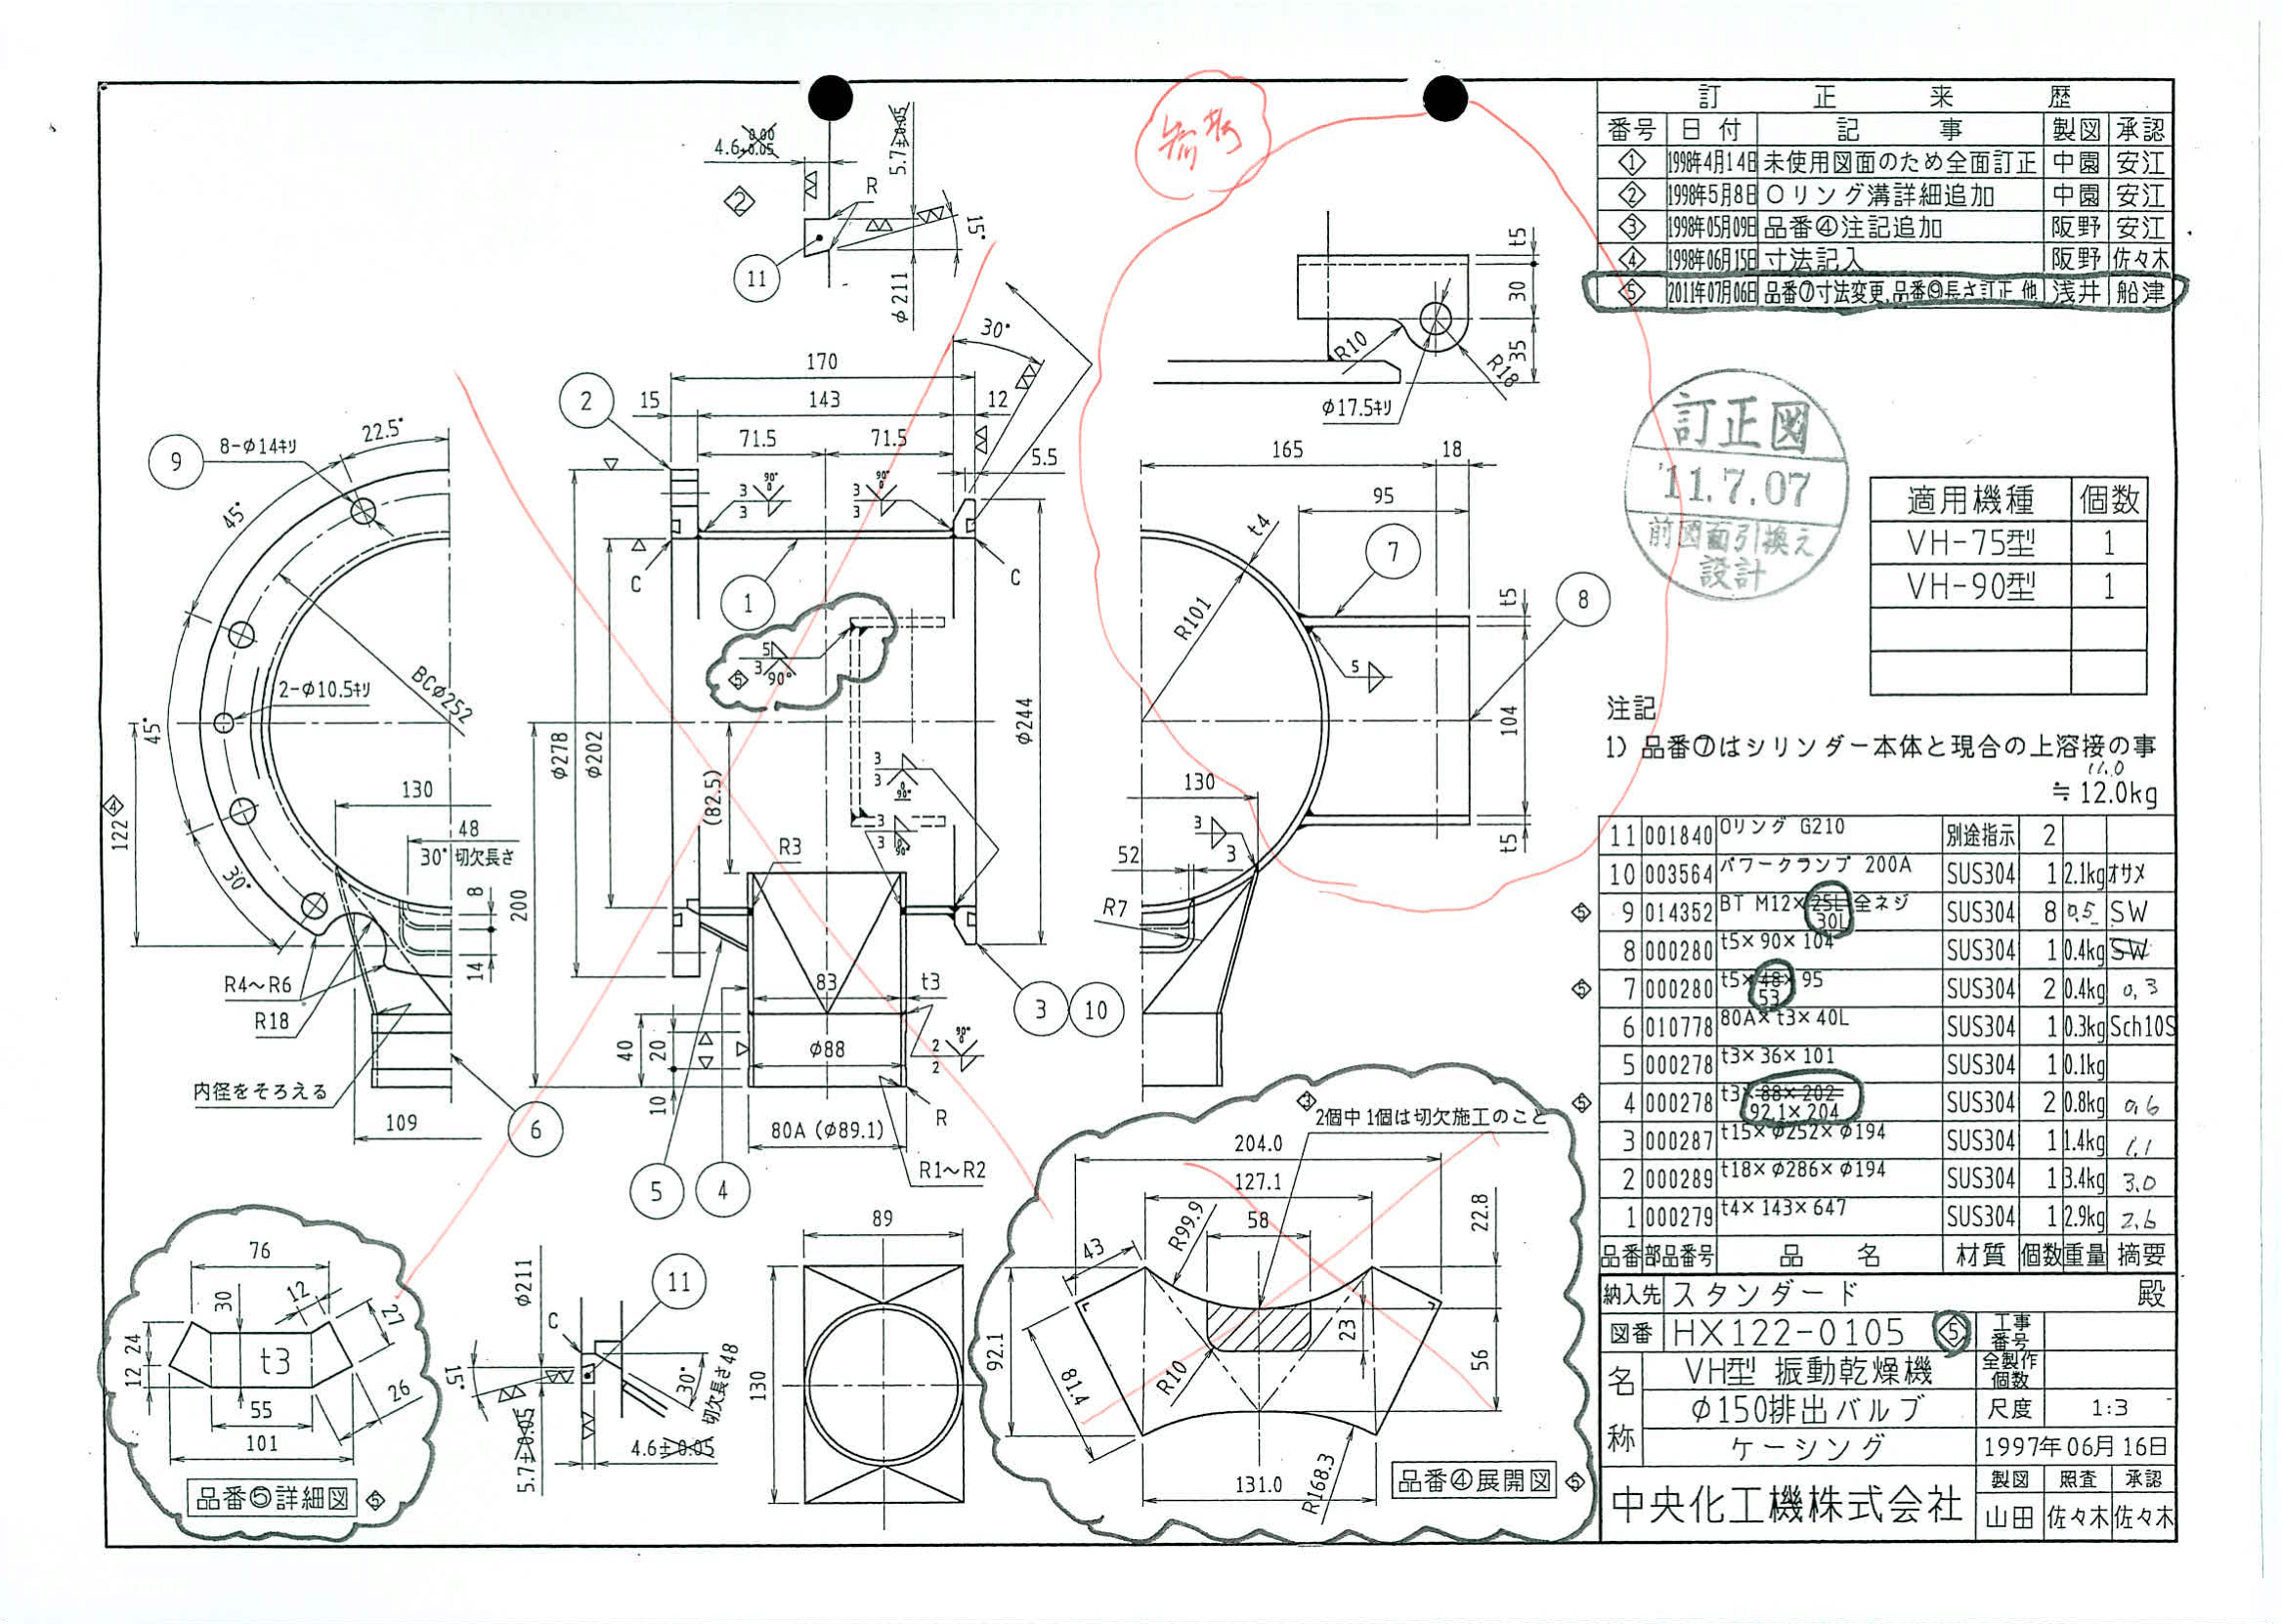 訂正来歴
番号 日付 記事 製図 承認
1 1998年4月14日 未使用図面のため全面訂正 中園 安江
2 1998年5月8日 Oリング溝詳細追加 中園 安江
3 1998年05月09日 品番④注記追加 阪野 安江
4 1998年06月15日 寸法記入 阪野 佐々木
5 2011年07月06日 品番⑦寸法変更,品番⑨長さ訂正 他 浅井 船津
参考
訂正図
'11.7.07
前図面引換え
設計
適用機種 個数
VH-75型 1
VH-90型 1
注記
1) 品番⑦はシリンダー本体と現合の上溶接の事
11.0
≒12.0kg
11 001840 Oリング G210 別途指示 2
10 003564 パワークランプ 200A SUS304 1 2.1kg オサメ
5 9 014352 BT M12×25L 全ネジ SUS304 8 0.5 SW
30L
8 000280 t5×90×104 SUS304 1 0.4kg SW
5 7 000280 t5×48×95 SUS304 2 0.4kg 0.3
53
6 010778 80A×t3×40L SUS304 1 0.3kg Sch10S
5 000278 t3×36×101 SUS304 1 0.1kg
5 4 000278 t3×88×202 SUS304 2 0.8kg 0.6
92.1×204
3 000287 t15×φ252×φ194 SUS304 1 1.4kg 1.1
2 000289 t18×φ286×φ194 SUS304 1 3.4kg 3.0
1 000279 t4×143×647 SUS304 1 2.9kg 2.6
品番 部品番号 品名 材質 個数 重量 摘要
納入先 スタンダード 殿
図番 HX122-0105 5 工事番号
名称 VH型 振動乾燥機 全製作個数
φ150排出バルブ 尺度 1:3
ケーシング 1997年06月16日
中央化工機株式会社 製図 照査 承認
山田 佐々木 佐々木
4.6 0.00
±0.05
5.7±0.05
2
R
15°
11
φ211
t5
30
35
R10
R18
φ17.5キリ
170
15 143 12
71.5 71.5
30°
5.5
2
C
C
1
5
3
90°
5
φ278
φ202
φ244
(82.5)
200
R3
83
t3
φ88
40
20
10
80A (φ89.1)
R
R1~R2
3 10
5 4
9
8-φ14キリ
22.5°
45°
45°
30°
2-φ10.5キリ
BCφ252
4
122
130
48
30°切欠長さ
8
14
R4~R6
R18
内径をそろえる
109
6
165 18
95
t4
7
8
R101
t5
104
t5
5
130
52
3
3
R7
76
12
30
27
24
12
t3
55
26
101
品番⑤詳細図 5
φ211
C
11
15°
5.7±0.05
4.6±0.05
30°
切欠長さ48
89
130
3
2個中1個は切欠施工のこと
204.0
127.1
58
43
R99.9
22.8
92.1
81.4
R10
23
56
131.0
R168.3
品番④展開図 5